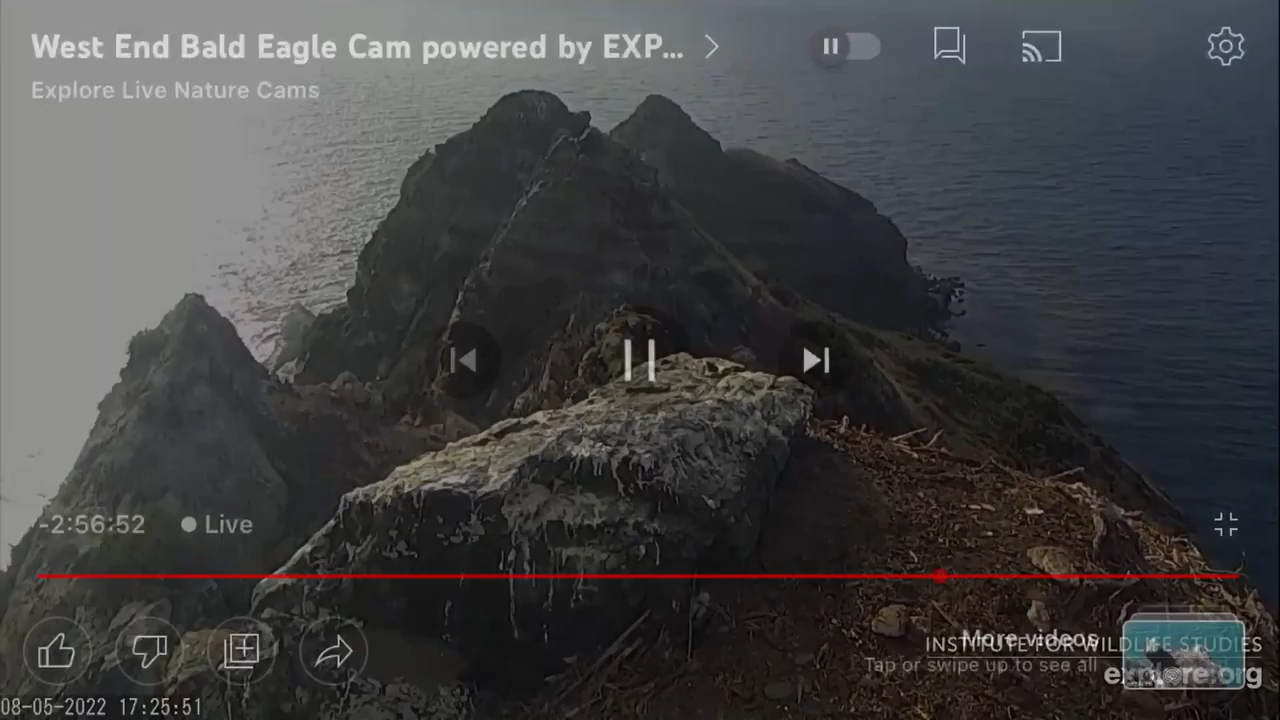 West End Bald Eagle Cam powered by EXP...
Explore Live Nature Cams
-2:56:52
Live
More videos
INSTITUTE FOR WILDLIFE STUDIES
Tap or swipe up to see all
explore.org
08-05-2022 17:25:51